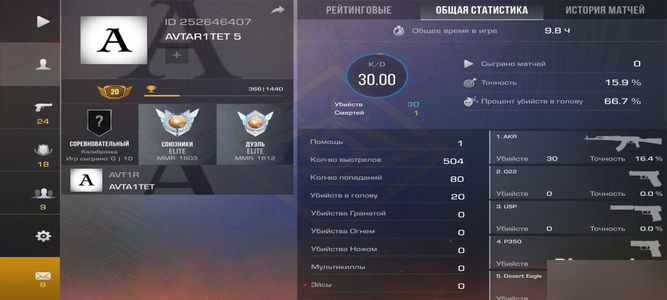 ID 252646407
AVTAR1TET 5
A
20
366|1440
?
СОРЕВНОВАТЕЛЬНЫЙ
Калибровка
Игр сыграно: 0 | 10
СОЮЗНИКИ
ELITE
MMR: 1803
ДУЭЛЬ
ELITE
MMR: 1812
A
AVT1R
AVTA1TET
24
18
9
8
РЕЙТИНГОВЫЕ
ОБЩАЯ СТАТИСТИКА
ИСТОРИЯ МАТЧЕЙ
Общее время в игре 9.8 Ч
K/D
30.00
Убийств 30
Смертей 1
Сыграно матчей 0
Точность 15.9 %
Процент убийств в голову 66.7 %
Помощь 1
Кол-во выстрелов 504
Кол-во попаданий 80
Убийств в голову 20
Убийства Гранатой 0
Убийства Огнем 0
Убийства Ножом 0
Мультикиллы 0
Эйсы 0
1. AKR
Убийств 30 Точность 16.4 %
2. G22
Убийств 0 Точность 0 %
3. USP
Убийств 0 Точность 0 %
4. P350
Убийств
5. Desert Eagle
Убийств 0